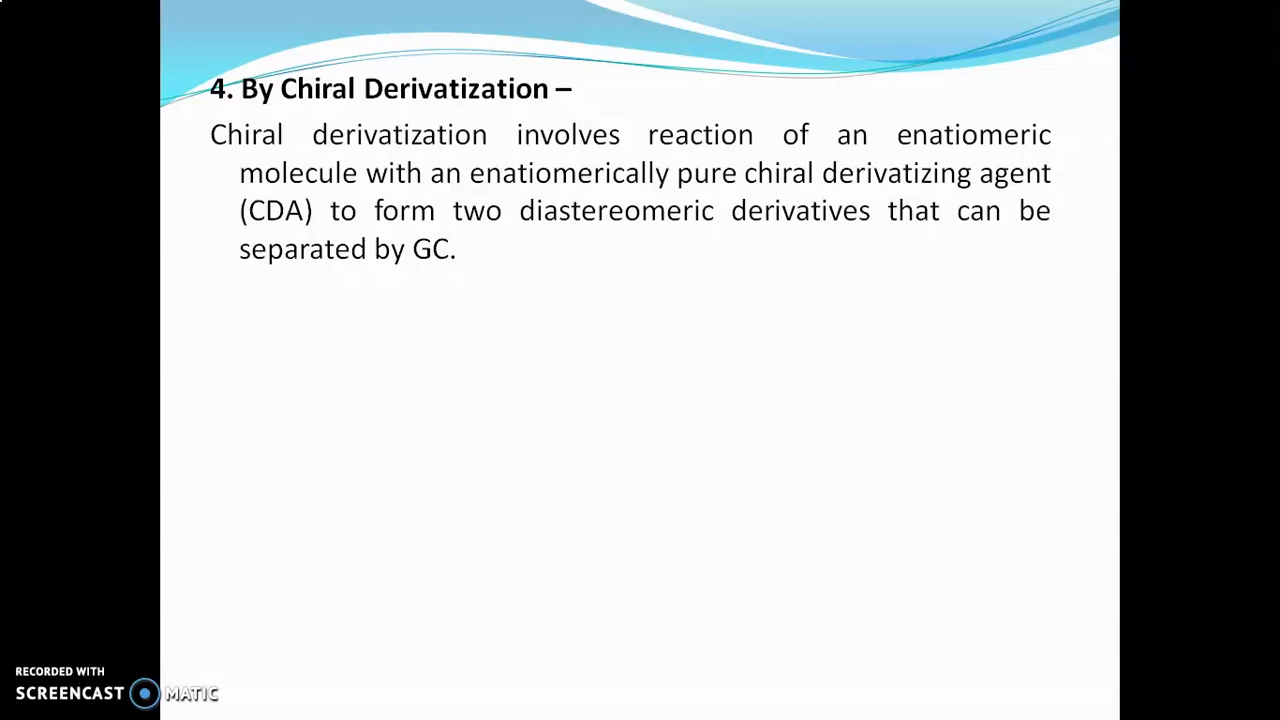 4. By Chiral Derivatization –
Chiral derivatization involves reaction of an enatiomeric
molecule with an enatiomerically pure chiral derivatizing agent
(CDA) to form two diastereomeric derivatives that can be
separated by GC.
RECORDED WITH
SCREENCAST MATIC